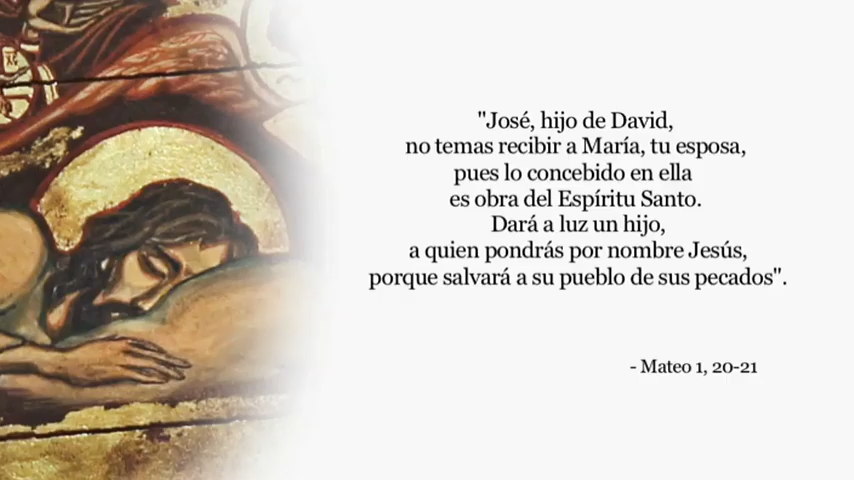 "José, hijo de David,
no temas recibir a María, tu esposa,
pues lo concebido en ella
es obra del Espíritu Santo.
Dará a luz un hijo,
a quien pondrás por nombre Jesús,
porque salvará a su pueblo de sus pecados".
- Mateo 1, 20-21